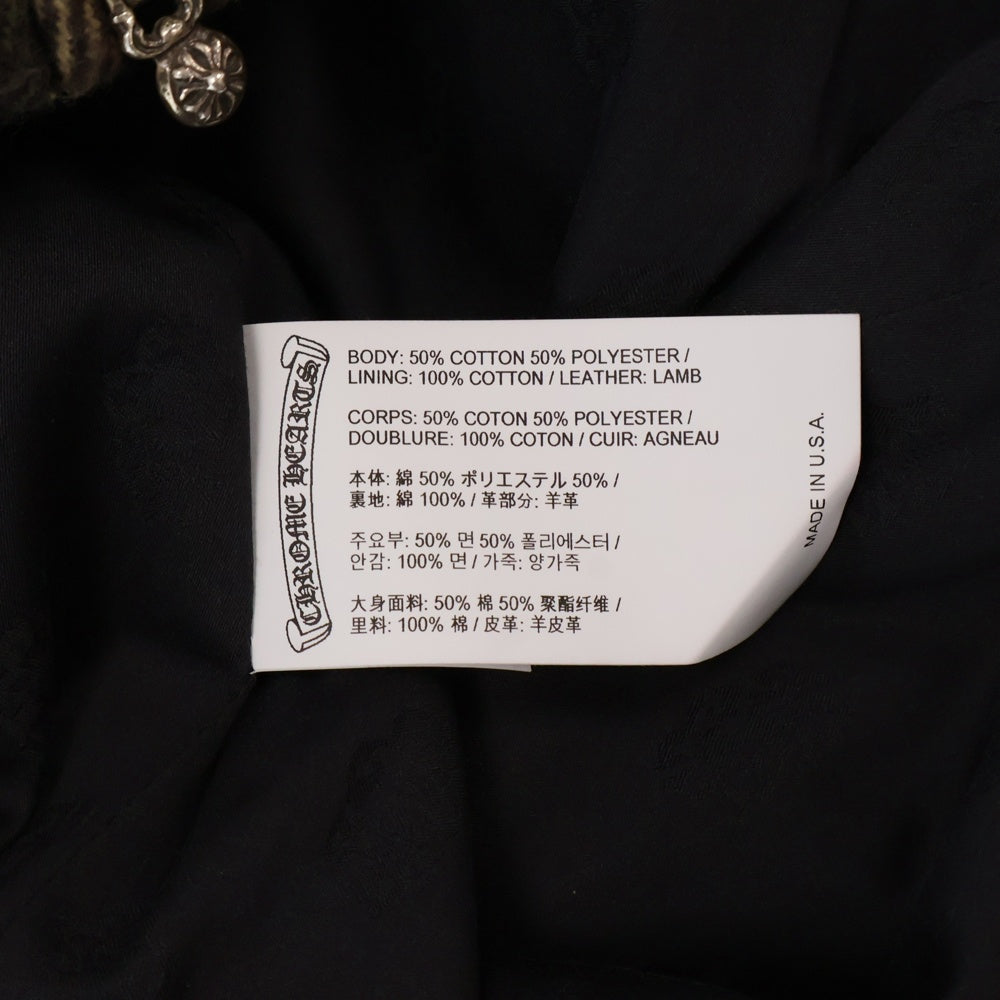 CHROME HEARTS
BODY: 50% COTTON 50% POLYESTER /
LINING: 100% COTTON / LEATHER: LAMB
CORPS: 50% COTON 50% POLYESTER /
DOUBLURE: 100% COTON / CUIR: AGNEAU
本体: 綿 50% ポリエステル 50% /
裏地: 綿 100% / 革部分: 羊革
주요부: 50% 면 50% 폴리에스터 /
안감: 100% 면 / 가죽: 양가죽
大身面料: 50% 棉 50% 聚酯纤维 /
里料: 100% 棉 / 皮革: 羊皮革
MADE IN U.S.A.